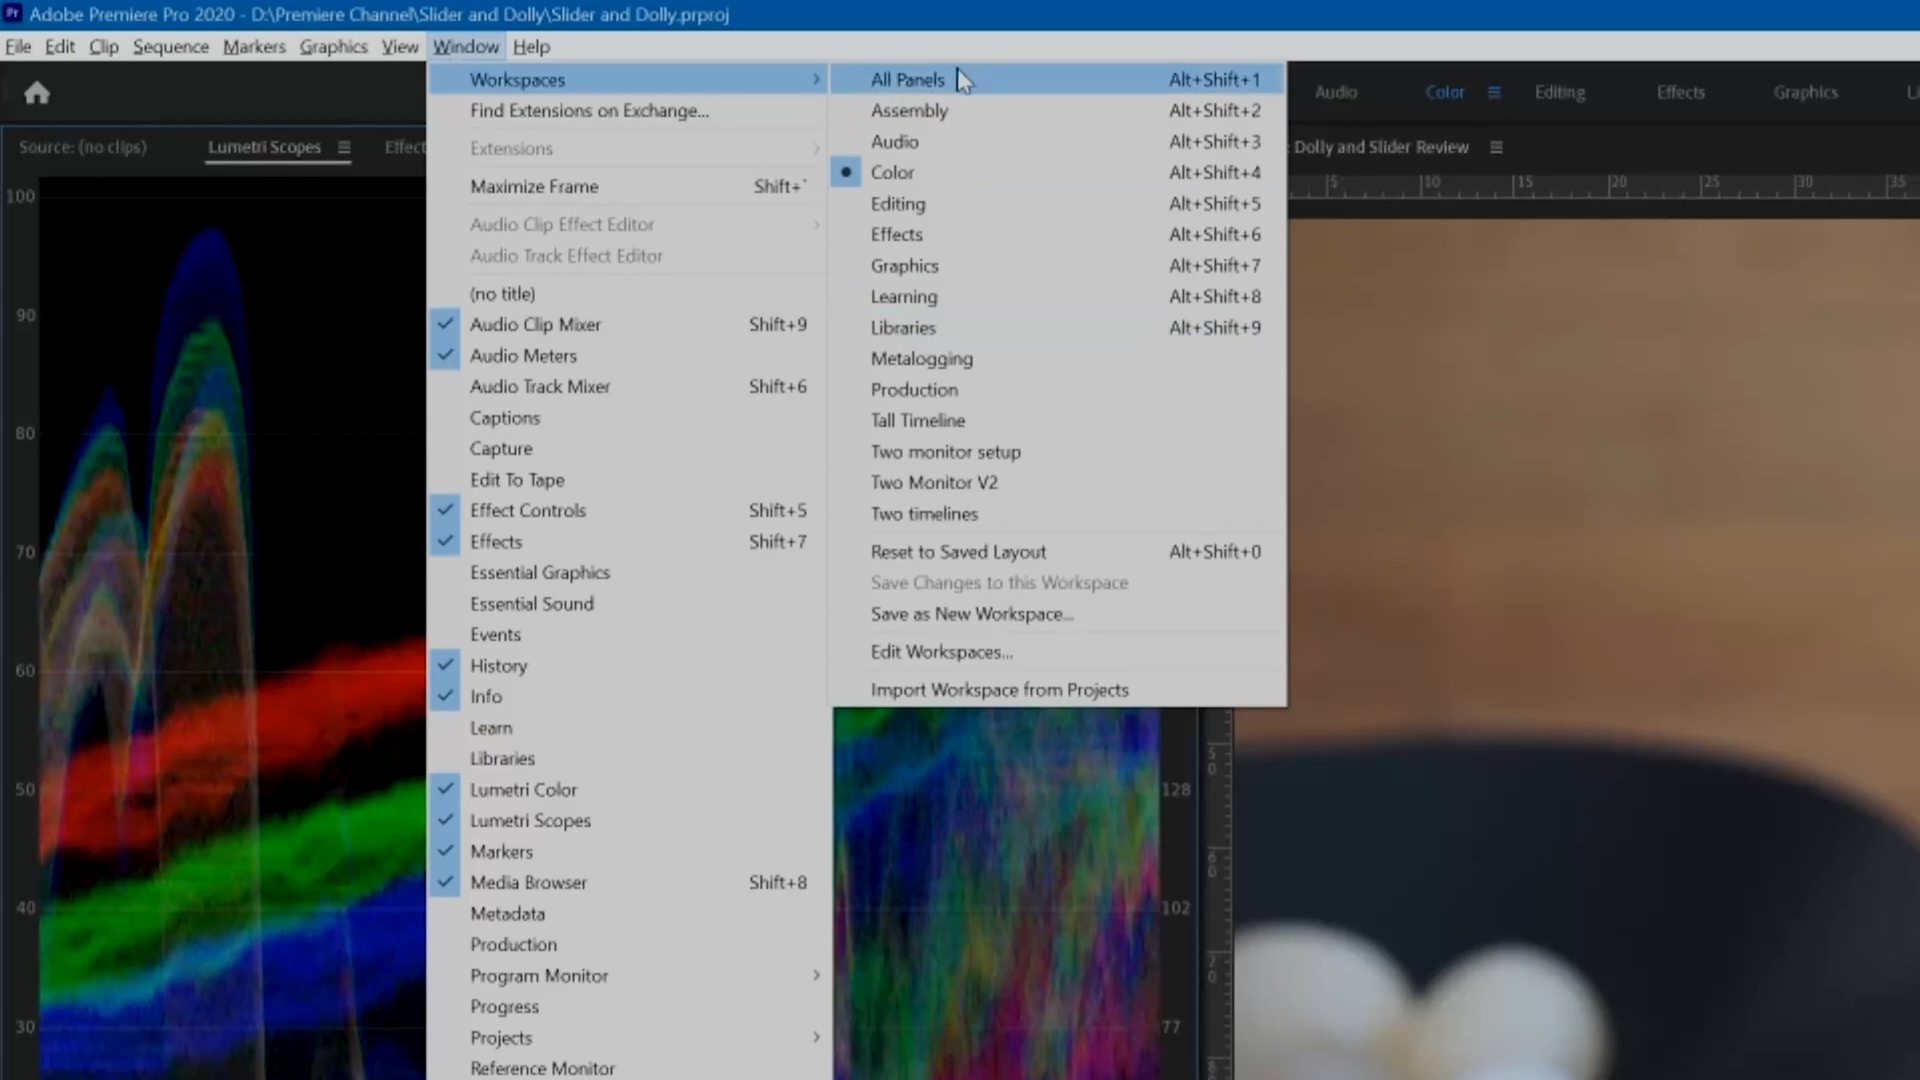 Adobe Premiere Pro 2020 - D:\Premiere Channel\Slider and Dolly\Slider and Dolly.prproj
File Edit Clip Sequence Markers Graphics View Window Help
Audio Color Editing Effects Graphics
Source: (no clips) Lumetri Scopes Effect
: Dolly and Slider Review
5 10 15 20 25 30 35
100
90
80
70
60
50
40
30
Workspaces
Find Extensions on Exchange...
Extensions
Maximize Frame Shift+`
Audio Clip Effect Editor
Audio Track Effect Editor
(no title)
Audio Clip Mixer Shift+9
Audio Meters
Audio Track Mixer Shift+6
Captions
Capture
Edit To Tape
Effect Controls Shift+5
Effects Shift+7
Essential Graphics
Essential Sound
Events
History
Info
Learn
Libraries
Lumetri Color
Lumetri Scopes
Markers
Media Browser Shift+8
Metadata
Production
Program Monitor
Progress
Projects
Reference Monitor
All Panels Alt+Shift+1
Assembly Alt+Shift+2
Audio Alt+Shift+3
Color Alt+Shift+4
Editing Alt+Shift+5
Effects Alt+Shift+6
Graphics Alt+Shift+7
Learning Alt+Shift+8
Libraries Alt+Shift+9
Metalogging
Production
Tall Timeline
Two monitor setup
Two Monitor V2
Two timelines
Reset to Saved Layout Alt+Shift+0
Save Changes to this Workspace
Save as New Workspace...
Edit Workspaces...
Import Workspace from Projects
128
102
77